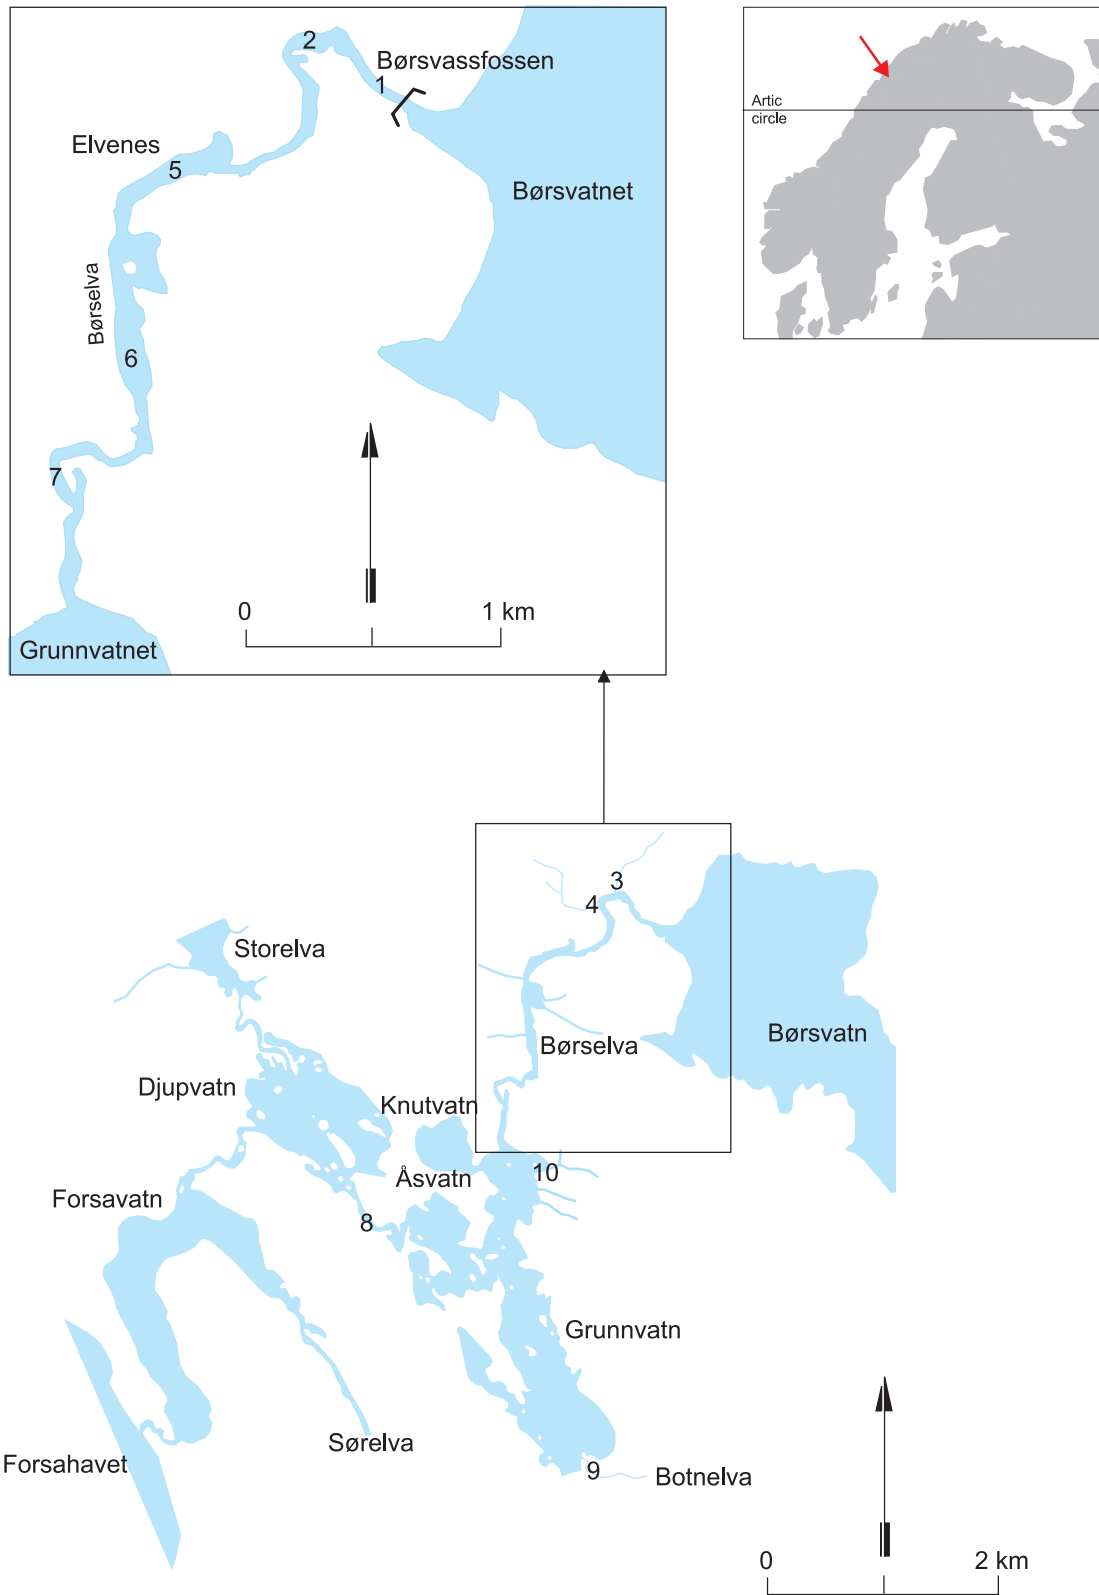 2
Børsvassfossen
1
Elvenes
5
Børsvatnet
Børselva
6
7
0
1 km
Grunnvatnet
Artic
circle
3
4
Storelva
Børsvatn
Børselva
Djupvatn
Knutvatn
10
Åsvatn
Forsavatn
8
Grunnvatn
Sørelva
Forsahavet
9
Botnelva
0
2 km